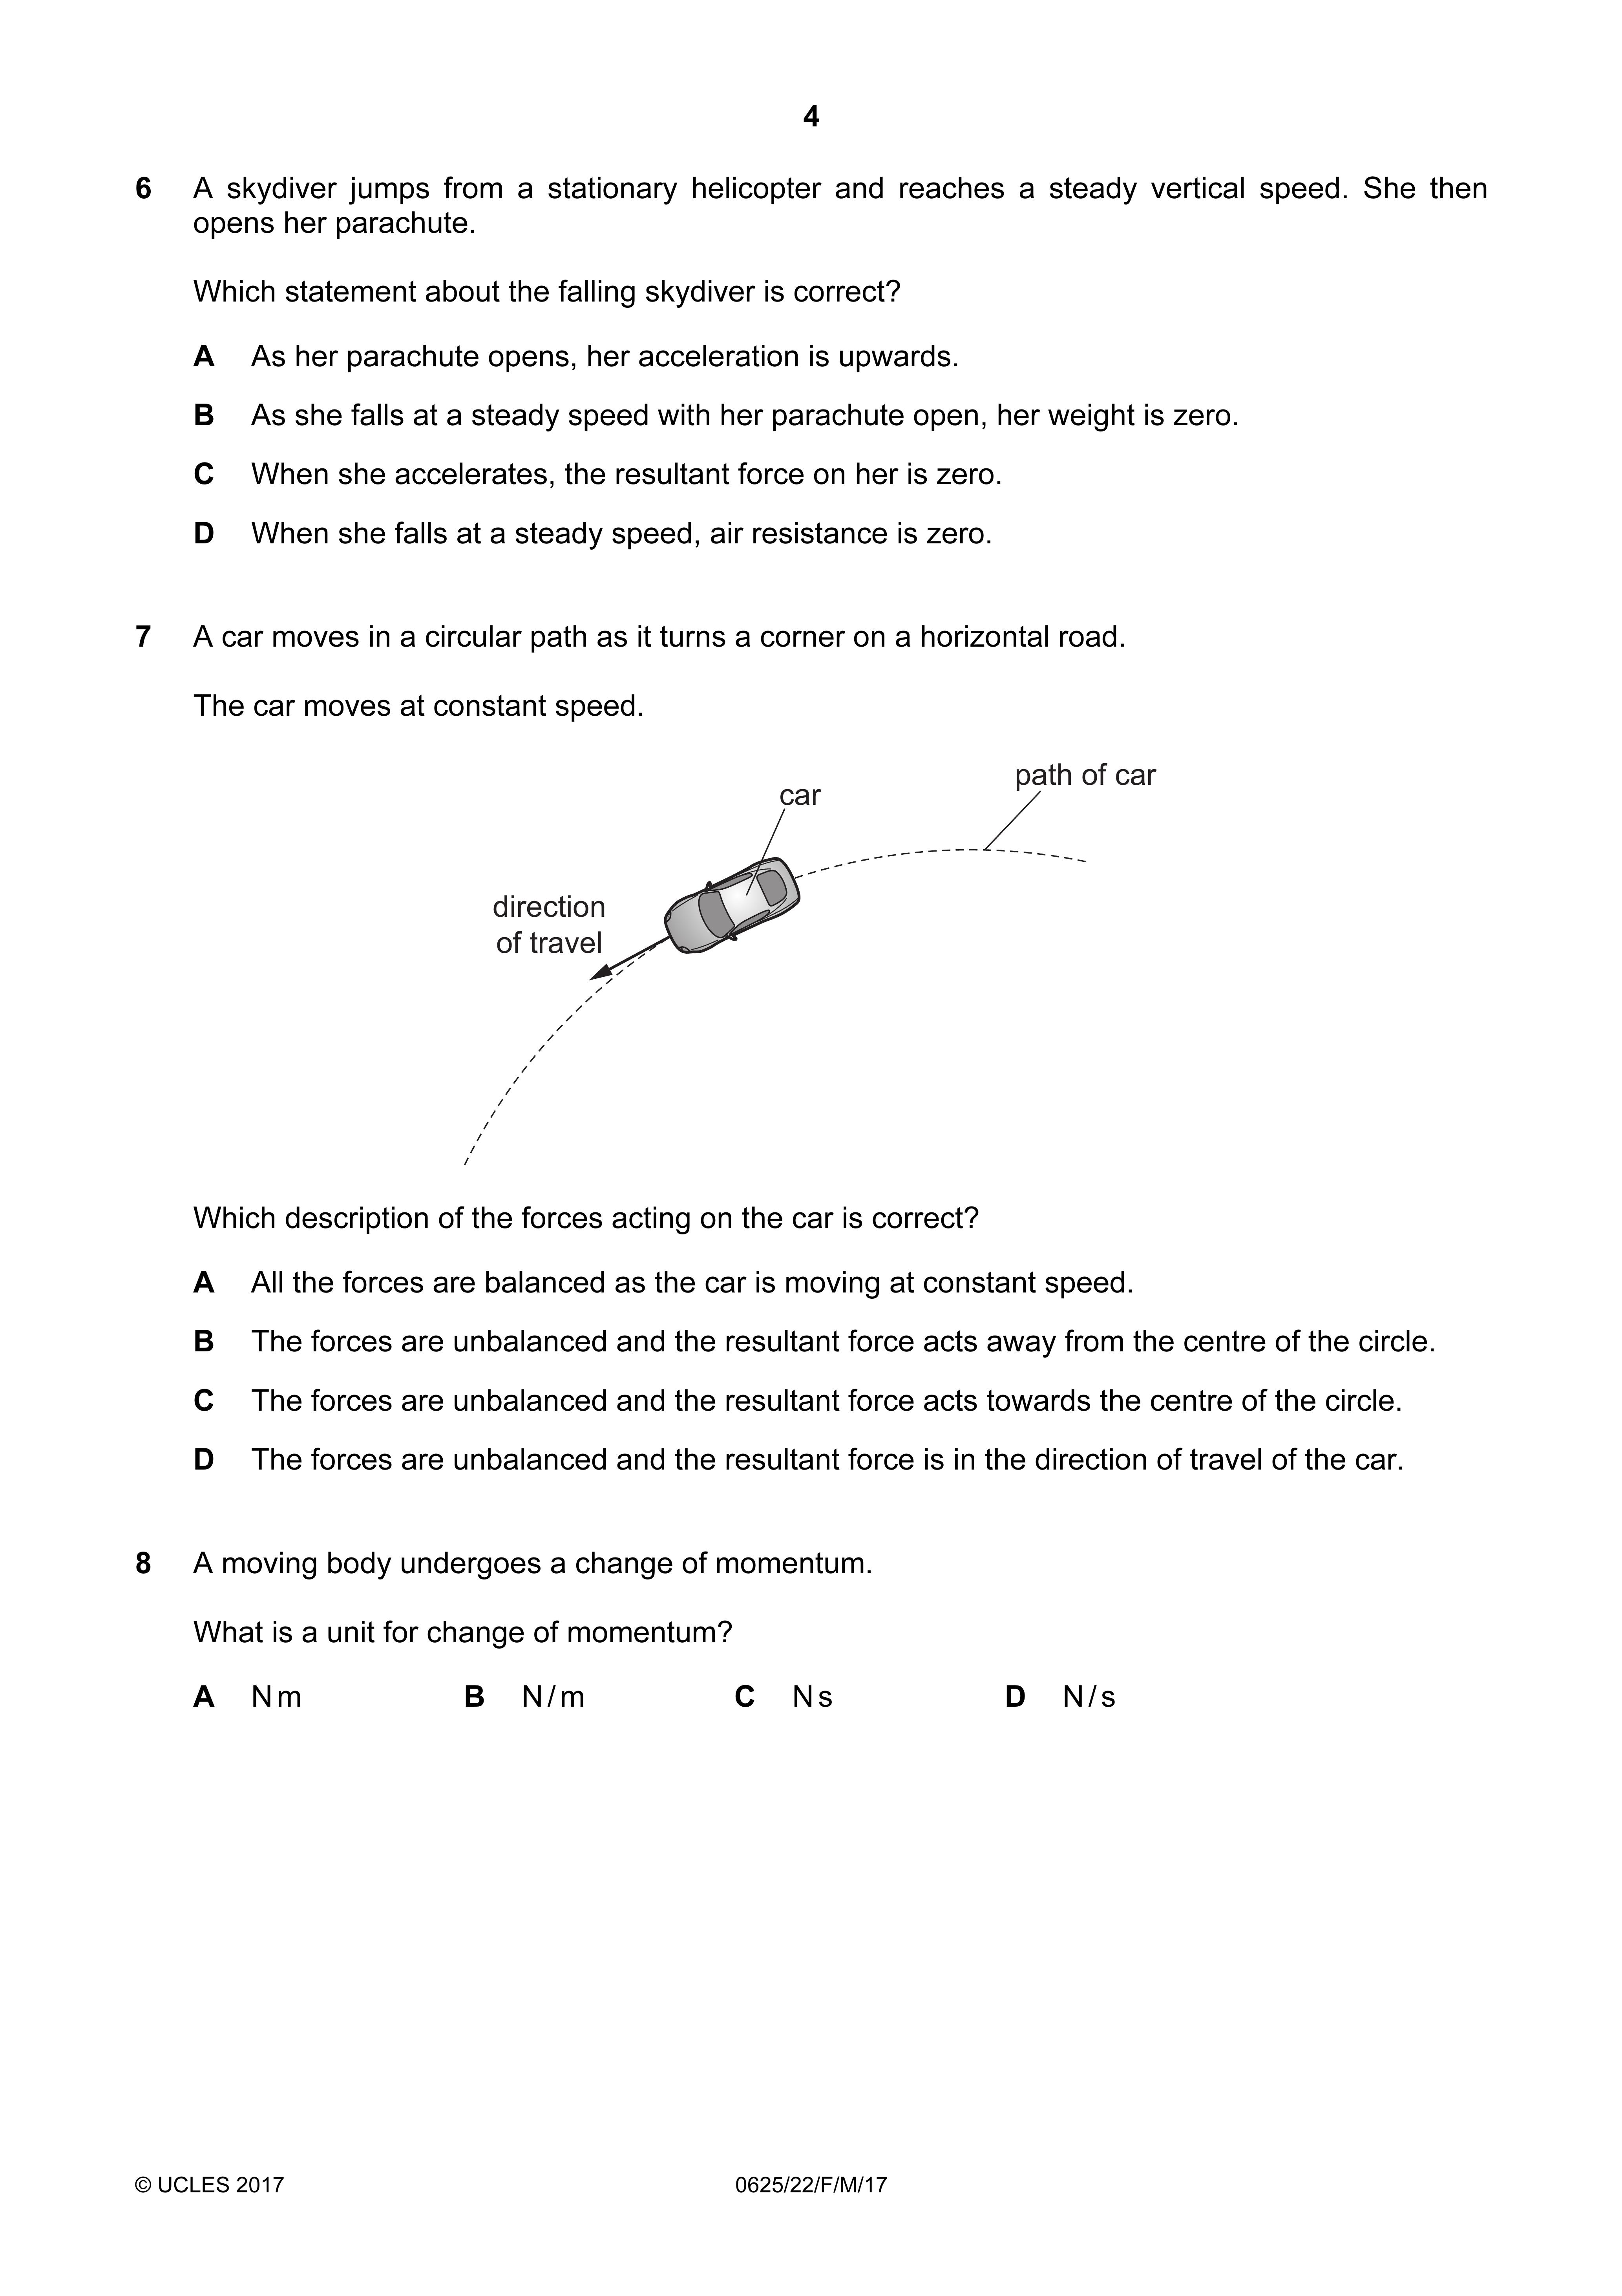 4
6 A skydiver jumps from a stationary helicopter and reaches a steady vertical speed. She then
opens her parachute.
Which statement about the falling skydiver is correct?
A As her parachute opens, her acceleration is upwards.
B As she falls at a steady speed with her parachute open, her weight is zero.
C When she accelerates, the resultant force on her is zero.
D When she falls at a steady speed, air resistance is zero.
7 A car moves in a circular path as it turns a corner on a horizontal road.
The car moves at constant speed.
path of car
car
direction
of travel
Which description of the forces acting on the car is correct?
A All the forces are balanced as the car is moving at constant speed.
B The forces are unbalanced and the resultant force acts away from the centre of the circle.
C The forces are unbalanced and the resultant force acts towards the centre of the circle.
D The forces are unbalanced and the resultant force is in the direction of travel of the car.
8 A moving body undergoes a change of momentum.
What is a unit for change of momentum?
A N m B N / m C N s D N / s
© UCLES 2017 0625/22/F/M/17